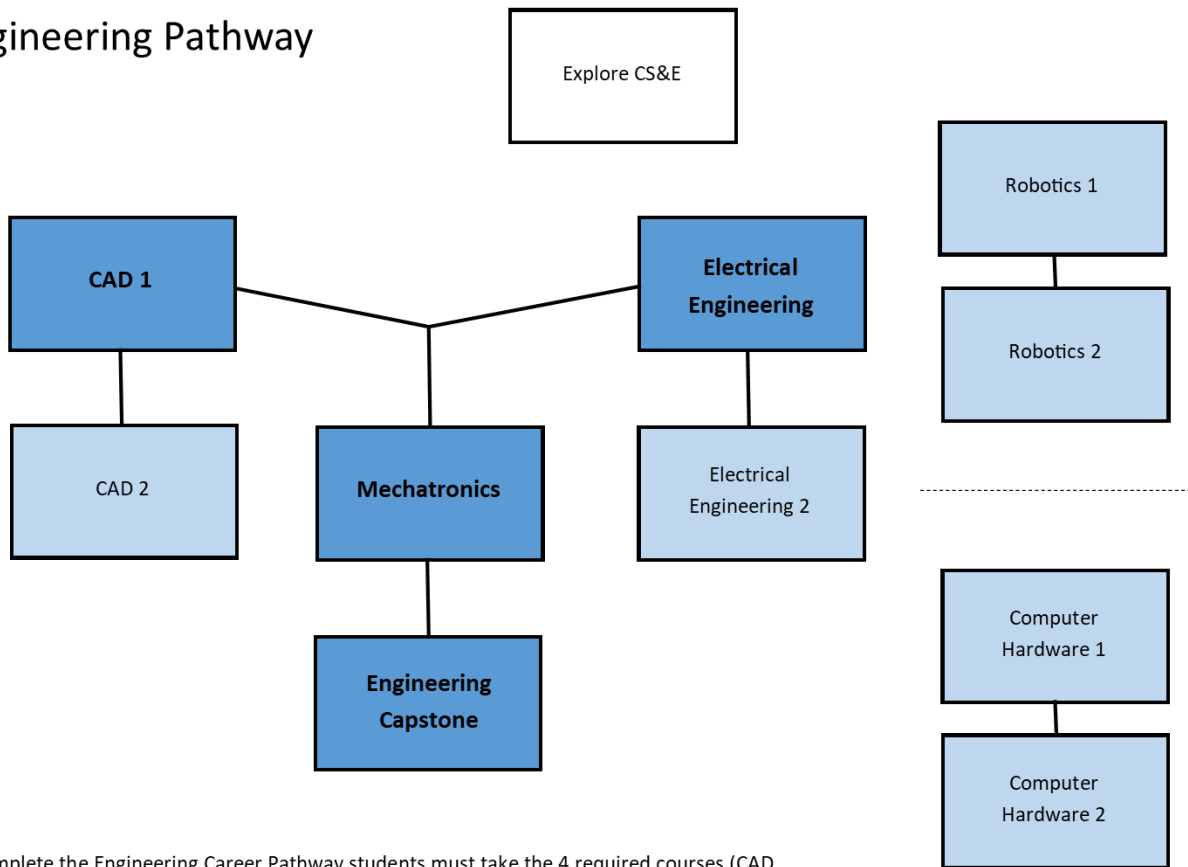 gineering Pathway
Explore CS&E
Robotics 1
CAD 1
Electrical
Engineering
Robotics 2
CAD 2
Mechatronics
Electrical
Engineering 2
Computer
Hardware 1
Engineering
Capstone
Computer
Hardware 2
mplete the Engineering Career Pathway students must take the 4 required courses (CAD